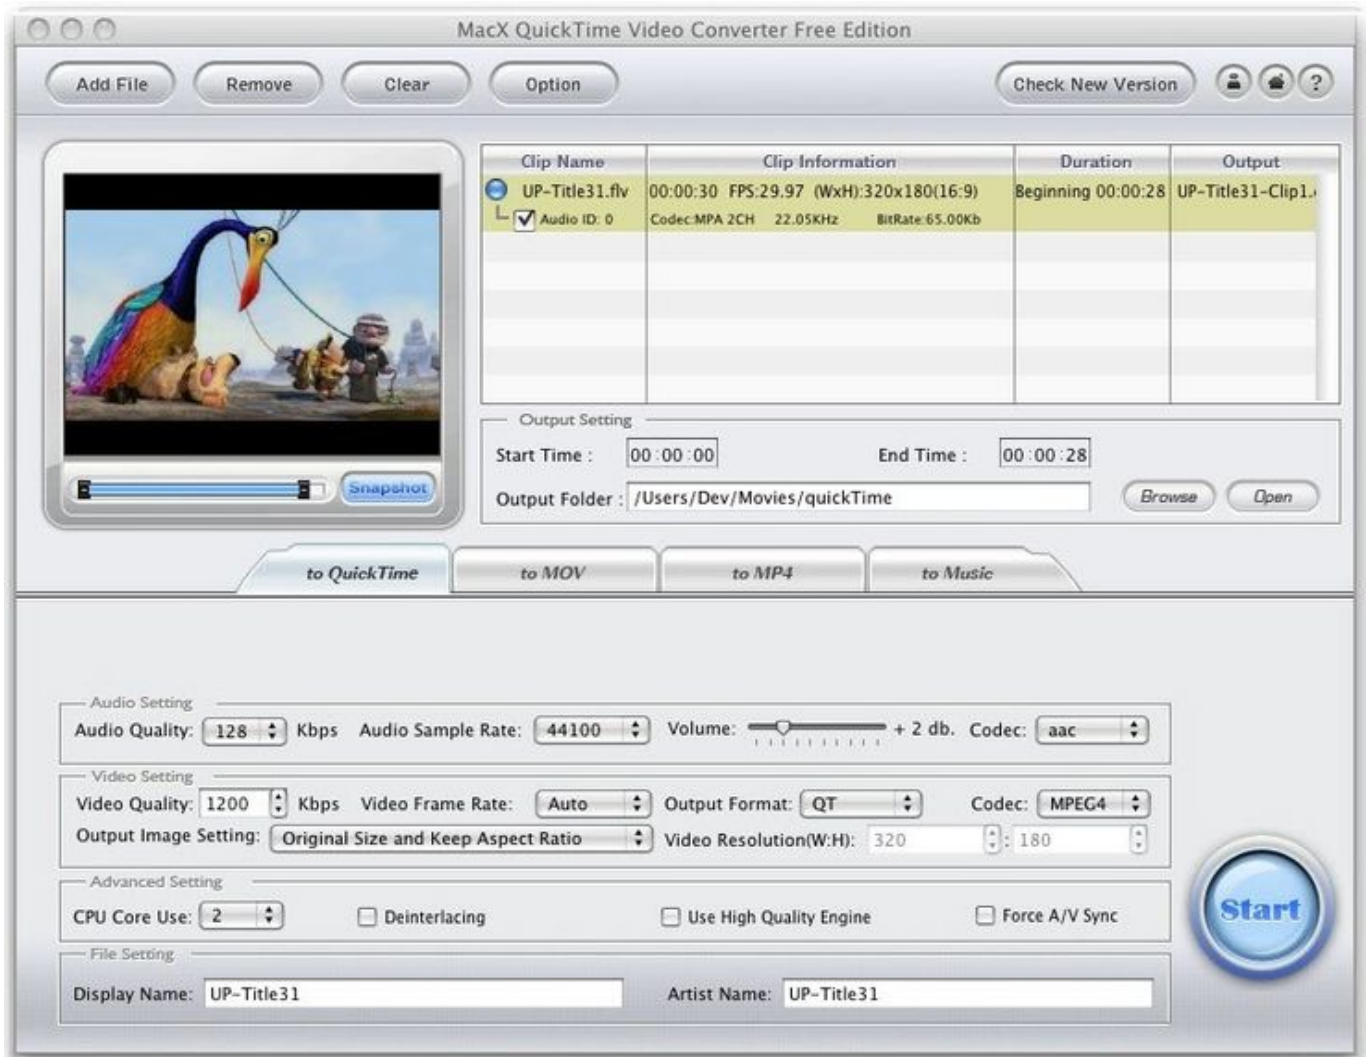 MacX QuickTime Video Converter Free Edition
Add File Remove Clear Option Check New Version ?
Clip Name Clip Information Duration Output
UP-Title31.flv 00:00:30 FPS:29.97 (WxH):320x180(16:9) Beginning 00:00:28 UP-Title31-Clip1.
Audio ID: 0 Codec:MPA 2CH 22.05KHz BitRate:65.00Kb
Snapshot
Output Setting
Start Time : 00:00:00 End Time : 00:00:28
Output Folder : /Users/Dev/Movies/quickTime Browse Open
to QuickTime to MOV to MP4 to Music
Audio Setting
Audio Quality: 128 Kbps Audio Sample Rate: 44100 Volume: + 2 db. Codec: aac
Video Setting
Video Quality: 1200 Kbps Video Frame Rate: Auto Output Format: QT Codec: MPEG4
Output Image Setting: Original Size and Keep Aspect Ratio Video Resolution(W:H): 320 : 180
Advanced Setting
CPU Core Use: 2 Deinterlacing Use High Quality Engine Force A/V Sync
Start
File Setting
Display Name: UP-Title31 Artist Name: UP-Title31